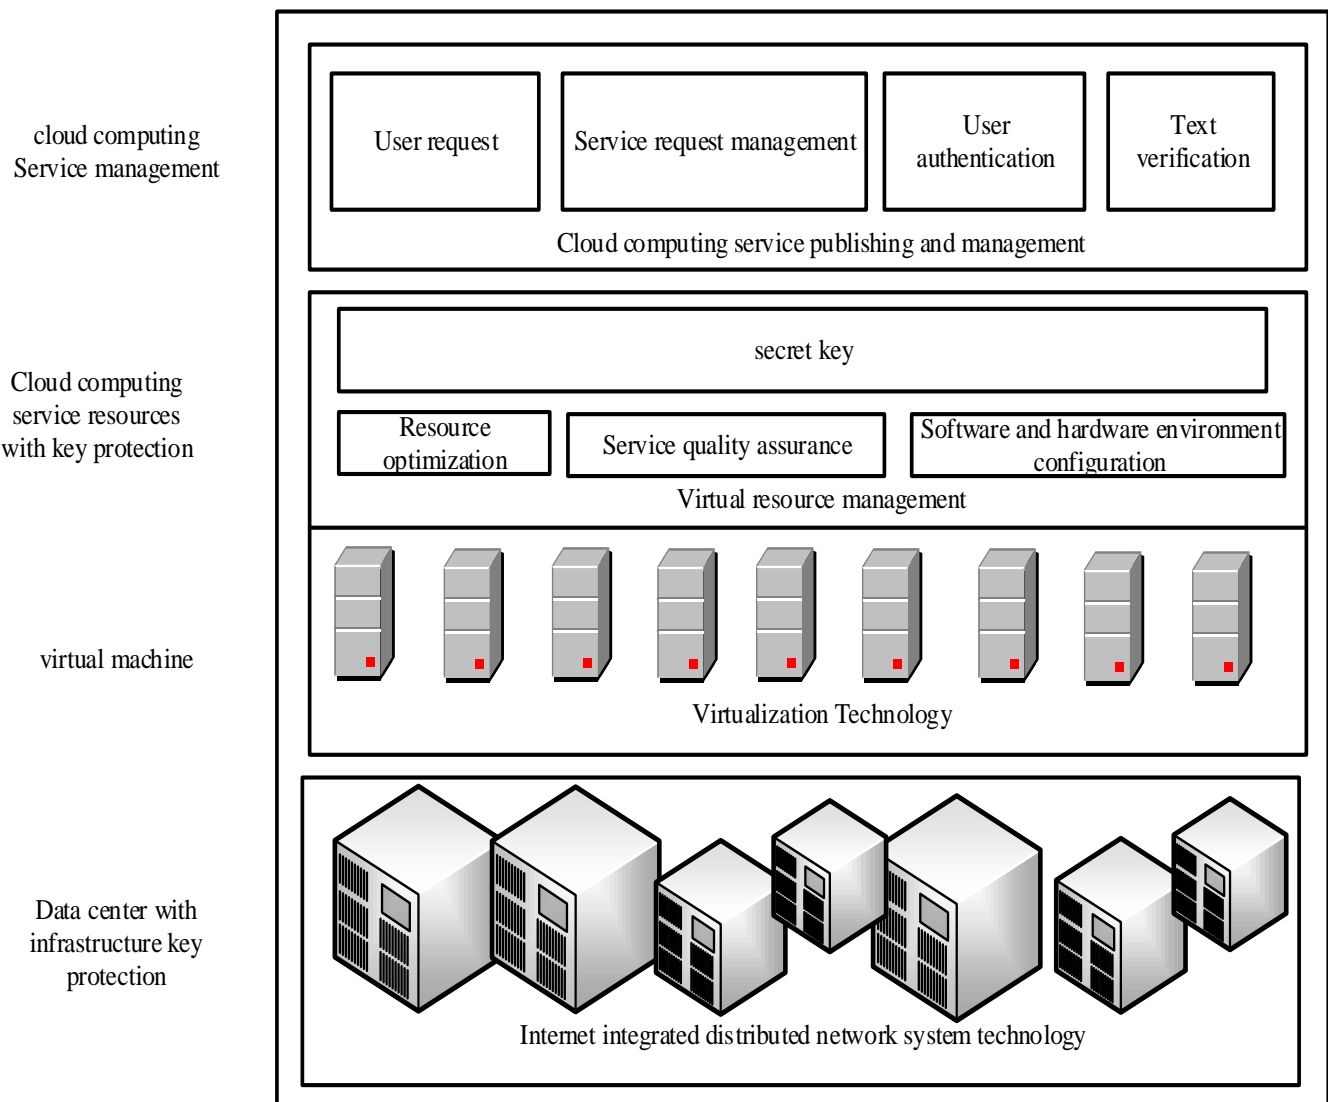 cloud computing
Service management
User request
Service request management
User
authentication
Text
verification
Cloud computing service publishing and management
Cloud computing
service resources
with key protection
secret key
Resource
optimization
Service quality assurance
Software and hardware environment
configuration
Virtual resource management
virtual machine
Virtualization Technology
Data center with
infrastructure key
protection
Internet integrated distributed network system technology